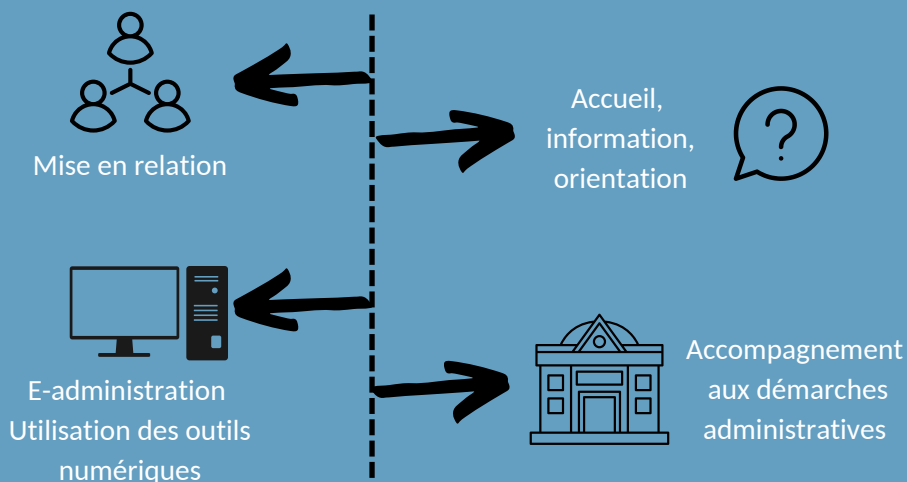 Mise en relation
Accueil,
information,
orientation
E-administration
Utilisation des outils
numériques
Accompagnement
aux démarches
administratives